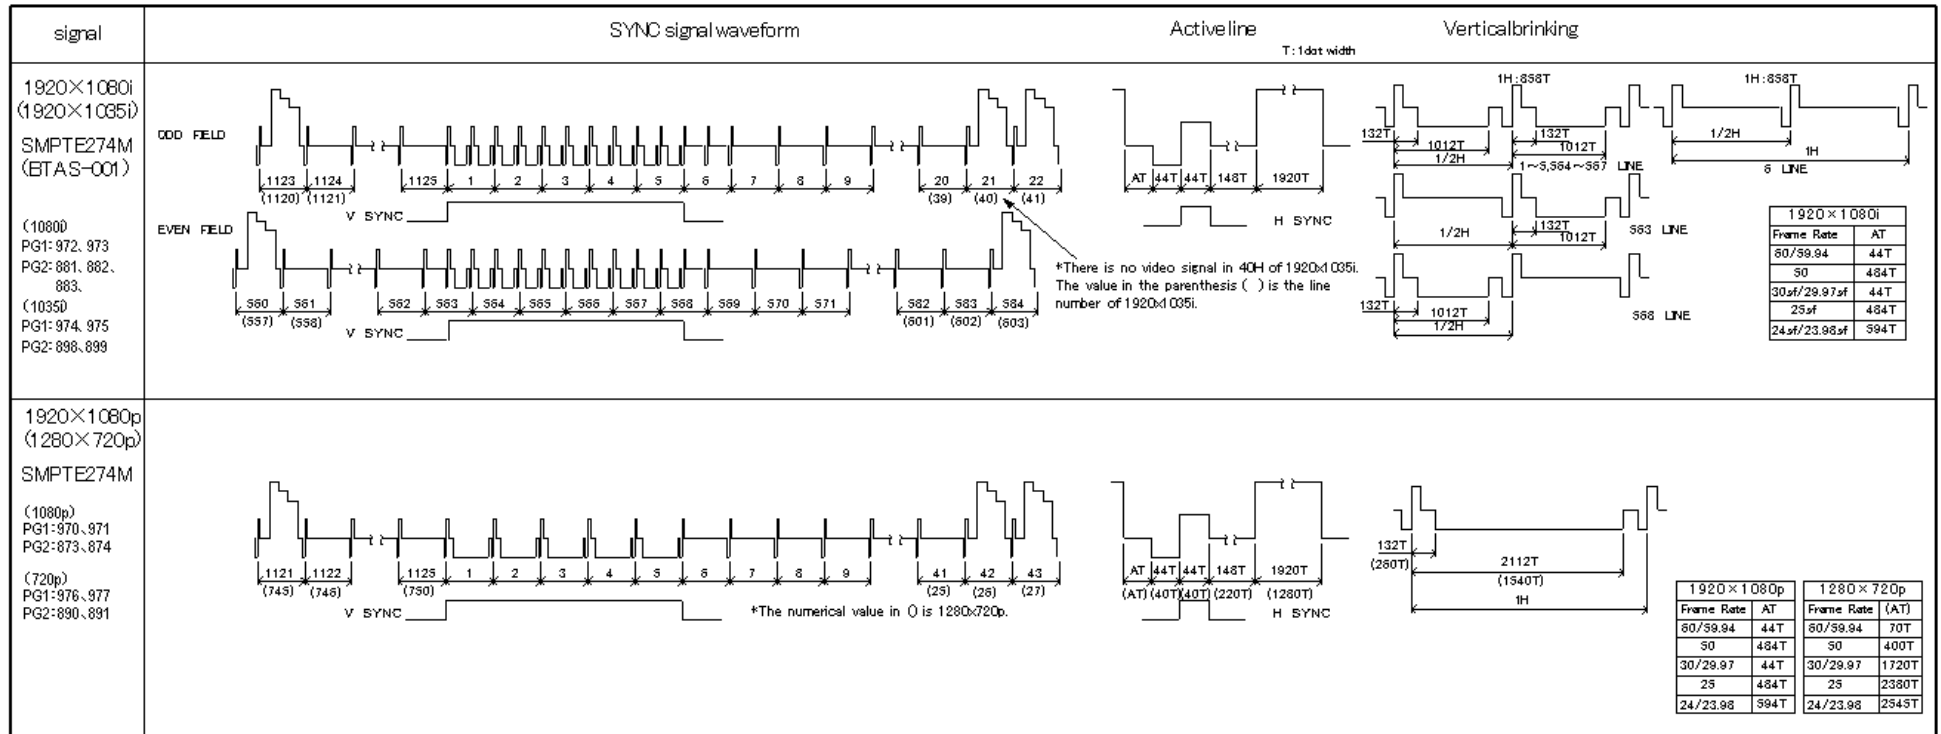 signal
SYNC signal waveform
Activeline
T:1dot width
Verticalbrinking
1920×1080i
(1920×1035i)
SMPTE274M
(BTAS-001)
(1080i)
PG1:972、973
PG2:881、882、
883、
(1035i)
PG1:974、975
PG2:898、899
ODD FIELD
1123 1124 1125 1 2 3 4 5 6 7 8 9 20 21 22
(1120) (1121) (39) (40) (41)
V SYNC
EVEN FIELD
560 561 562 563 564 565 566 567 568 569 570 571 582 583 584
(557) (558) (601) (602) (603)
V SYNC
AT 44T 44T 148T 1920T
H SYNC
*There is no video signal in 40H of 1920x1035i.
The value in the parenthesis ( ) is the line
number of 1920x1035i.
1H:858T 1H:858T
132T 132T
1012T 1012T
1/2H 1~5,564~567 LINE
1/2H
1H
6 LINE
132T
1/2H 1012T
563 LINE
132T
1012T
1/2H
568 LINE
1920×1080i
Frame Rate AT
60/59.94 44T
50 484T
30sf/29.97sf 44T
25sf 484T
24sf/23.98sf 594T
1920×1080p
(1280×720p)
SMPTE274M
(1080p)
PG1:970、971
PG2:873、874
(720p)
PG1:976、977
PG2:890、891
1121 1122 1125 1 2 3 4 5 6 7 8 9 41 42 43
(745) (746) (750) (25) (26) (27)
V SYNC
*The numerical value in () is 1280x720p.
AT 44T 44T 148T 1920T
(AT) (40T) (40T) (220T) (1280T)
H SYNC
132T
(260T)
2112T
(1540T)
1H
1920×1080p
Frame Rate AT
60/59.94 44T
50 484T
30/29.97 44T
25 484T
24/23.98 594T
1280×720p
Frame Rate (AT)
60/59.94 70T
50 400T
30/29.97 1720T
25 2380T
24/23.98 2545T